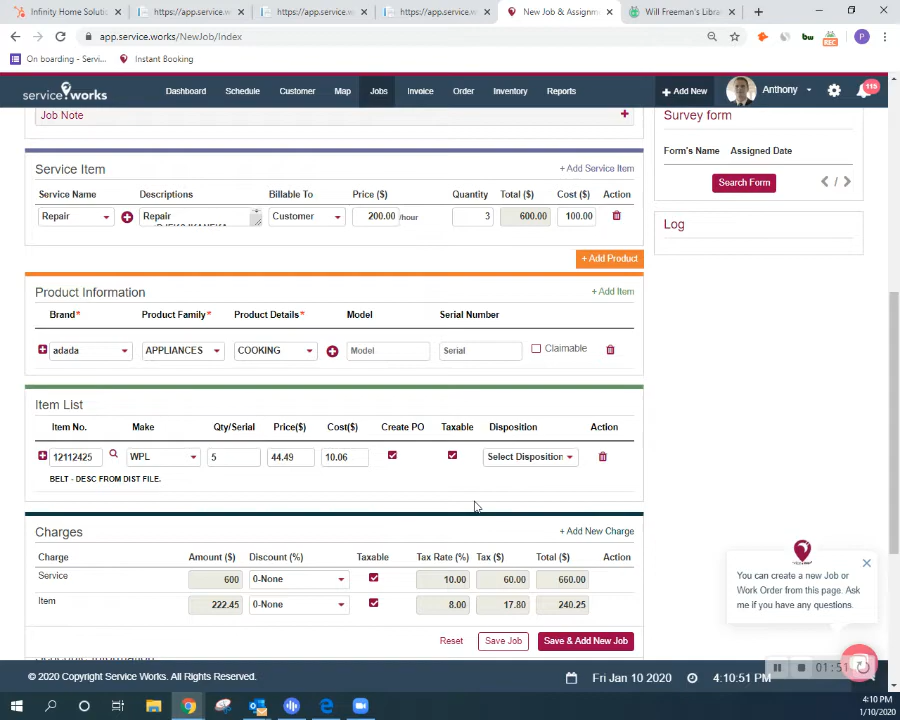 Infinity Home Soluti
https://app.service.w
https://app.service.w
https://app.service.w
New Job & Assignm
Will Freeman's Libra
app.service.works/NewJob/Index
P
On boarding - Servi...
Instant Booking
service works
Dashboard
Schedule
Customer
Map
Jobs
Invoice
Order
Inventory
Reports
+ Add New
Anthony
115
Job Note
Survey form
Form's Name Assigned Date
Search Form
/
Log
Service Item
+ Add Service Item
Service Name Descriptions Billable To Price ($) Quantity Total ($) Cost ($) Action
Repair Repair Customer 200.00 /hour 3 600.00 100.00
+ Add Product
Product Information
+ Add Item
Brand* Product Family* Product Details* Model Serial Number
adada APPLIANCES COOKING Model Serial Claimable
Item List
Item No. Make Qty/Serial Price($) Cost($) Create PO Taxable Disposition Action
12112425 WPL 5 44.49 10.06 Select Disposition
BELT - DESC FROM DIST FILE.
Charges
+ Add New Charge
Charge Amount ($) Discount (%) Taxable Tax Rate (%) Tax ($) Total ($) Action
Service 600 0-None 10.00 60.00 660.00
Item 222.45 0-None 8.00 17.80 240.25
Reset Save Job Save & Add New Job
You can create a new Job or
Work Order from this page. Ask
me if you have any questions.
© 2020 Copyright Service Works. All Rights Reserved.
Fri Jan 10 2020
4:10:51 PM
01:51
4:10 PM
1/10/2020